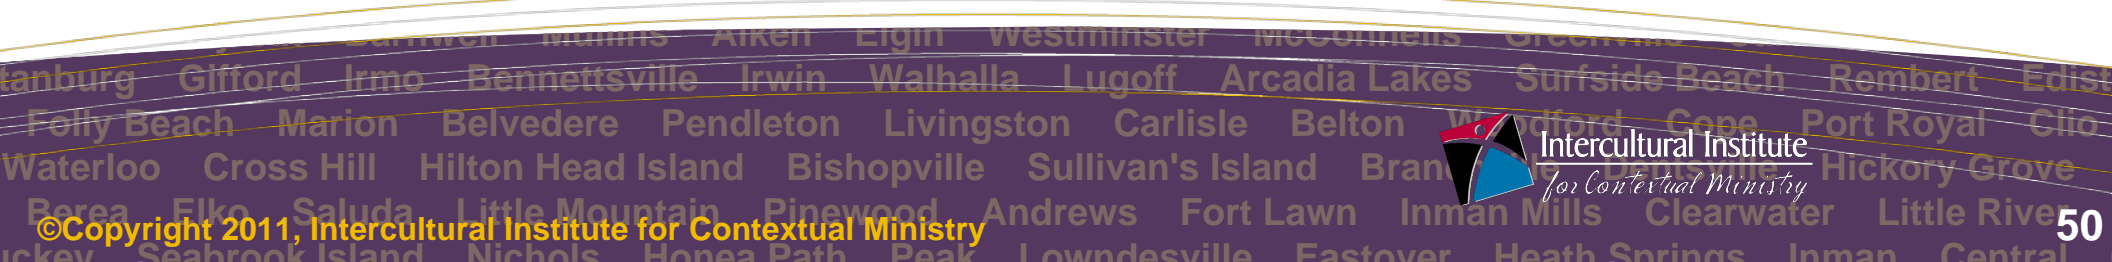 Barnwell Mullins Aiken Elgin Westminster McConnells Greenville
tanburg Gifford Irmo Bennettsville Irwin Walhalla Lugoff Arcadia Lakes Surfside Beach Rembert Edist
Folly Beach Marion Belvedere Pendleton Livingston Carlisle Belton Cope Port Royal Clio
Intercultural Institute
Waterloo Cross Hill Hilton Head Island Bishopville Sullivan's Island Hickory Grove
for Contextual Ministry
Berea Elko Saluda Little Mountain Pinewood Andrews Fort Lawn Inman Mills Clearwater Little River
©Copyright 2011, Intercultural Institute for Contextual Ministry
50
Seabrook Island Nichols Honea Path Peak Lowndesville Eastover Heath Springs Inman Central